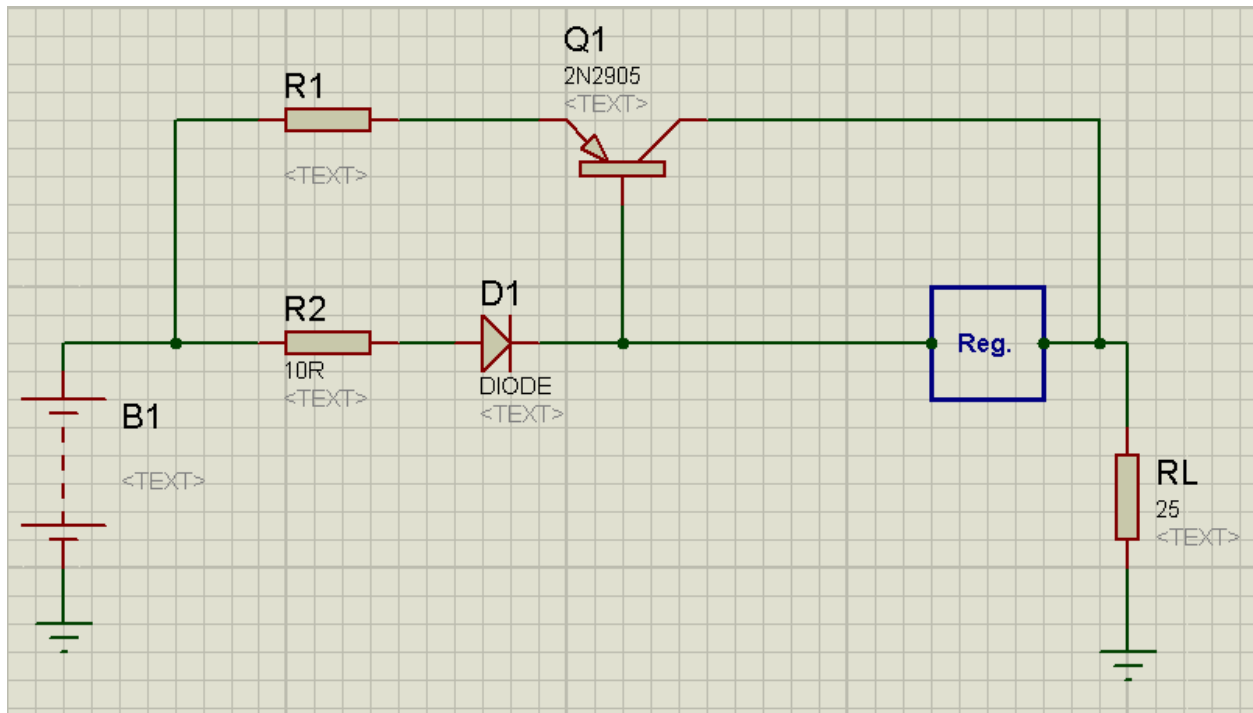 Q1
2N2905
<TEXT>
R1
<TEXT>
R2
10R
<TEXT>
D1
DIODE
<TEXT>
Reg.
B1
<TEXT>
RL
25
<TEXT>